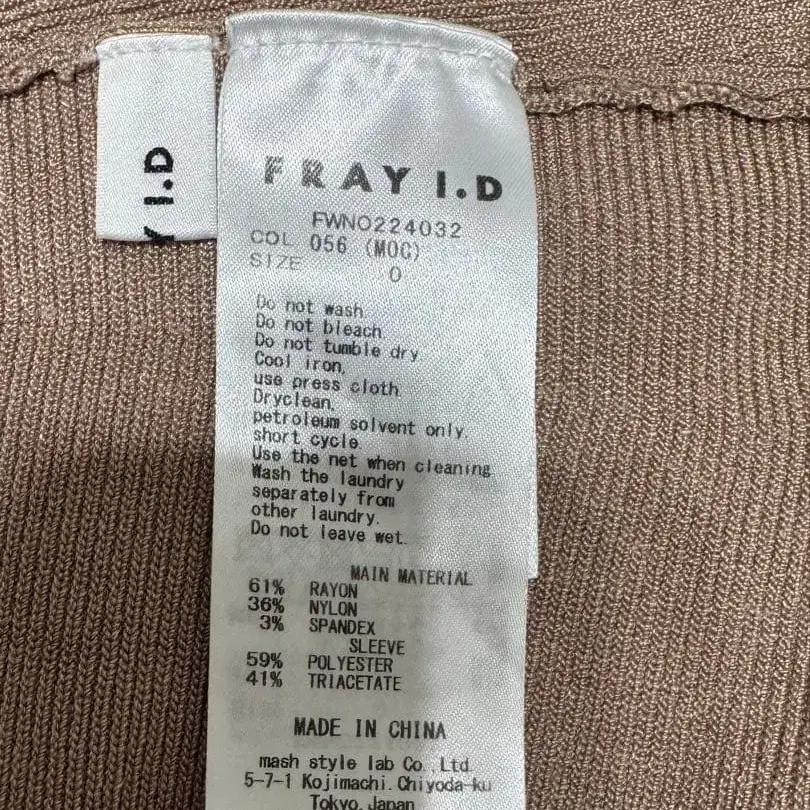 Y I.D
FRAY I.D
FWNO224032
COL 056 (MOC)
SIZE 0
Do not wash.
Do not bleach.
Do not tumble dry.
Cool iron,
use press cloth.
Dryclean,
petroleum solvent only.
short cycle.
Use the net when cleaning.
Wash the laundry
separately from
other laundry.
Do not leave wet.
MAIN MATERIAL
61% RAYON
36% NYLON
3% SPANDEX
SLEEVE
59% POLYESTER
41% TRIACETATE
MADE IN CHINA
mash style lab Co., Ltd.
5-7-1 Kojimachi. Chiyoda-ku
Tokyo, Japan